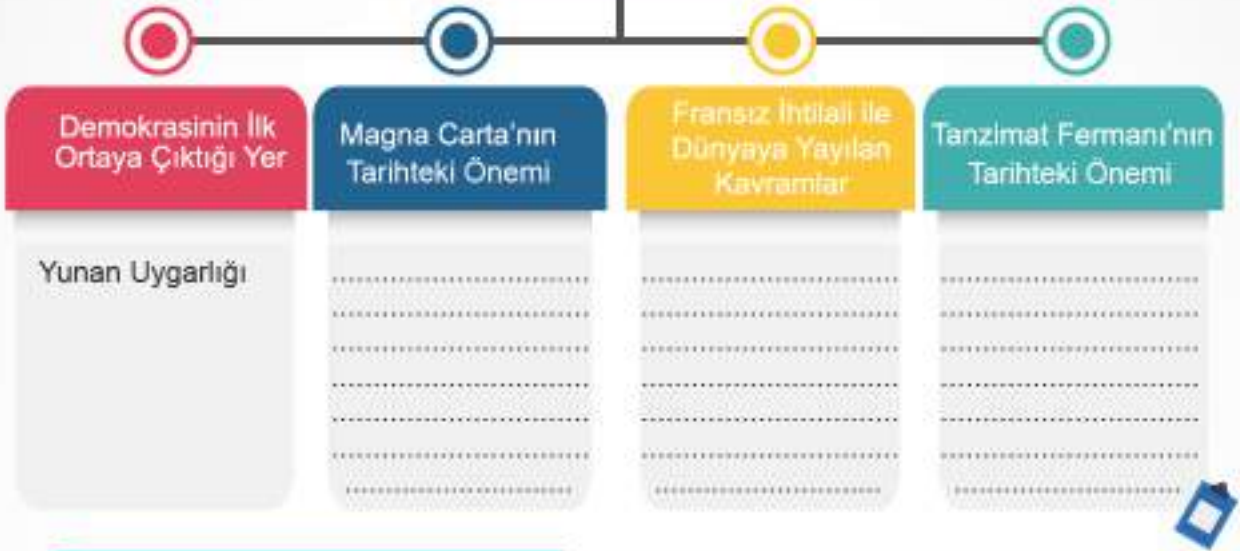 Demokrasinin İlk
Ortaya Çıktığı Yer
Magna Carta'nın
Tarihteki Önemi
Fransız İhtilali ile
Dünyaya Yayılan
Kavramlar
Tanzimat Fermanı'nın
Tarihteki Önemi
Yunan Uygarlığı